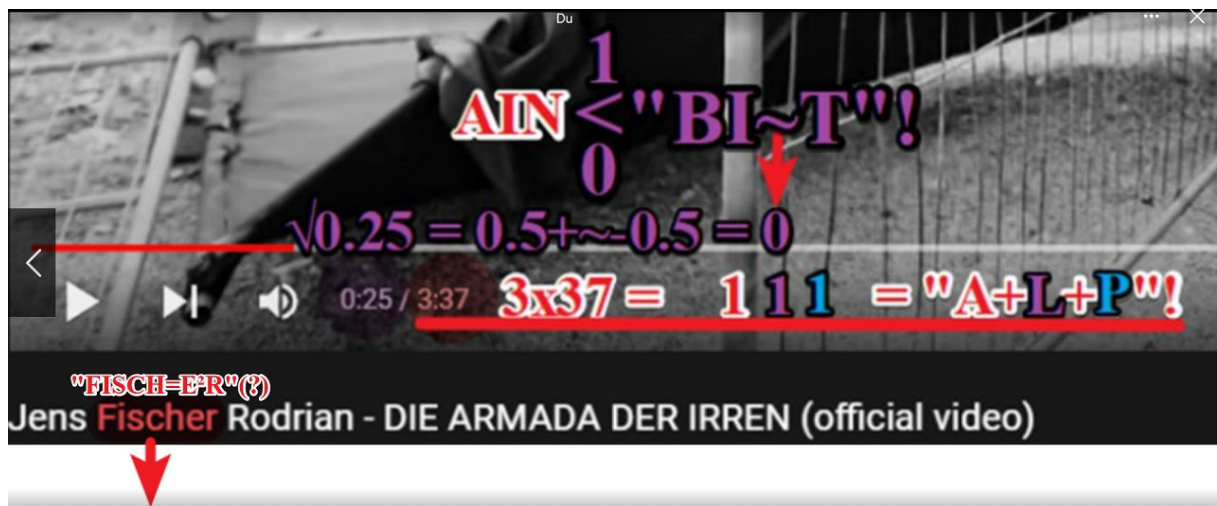 Du
1
AIN < "BI~T"!
0
√0.25 = 0.5+~-0.5 = 0
0:25 / 3:37 3x37 = 1 1 1 = "A+L+P"!
"FISCH=E²R"(?)
Jens Fischer Rodrian - DIE ARMADA DER IRREN (official video)